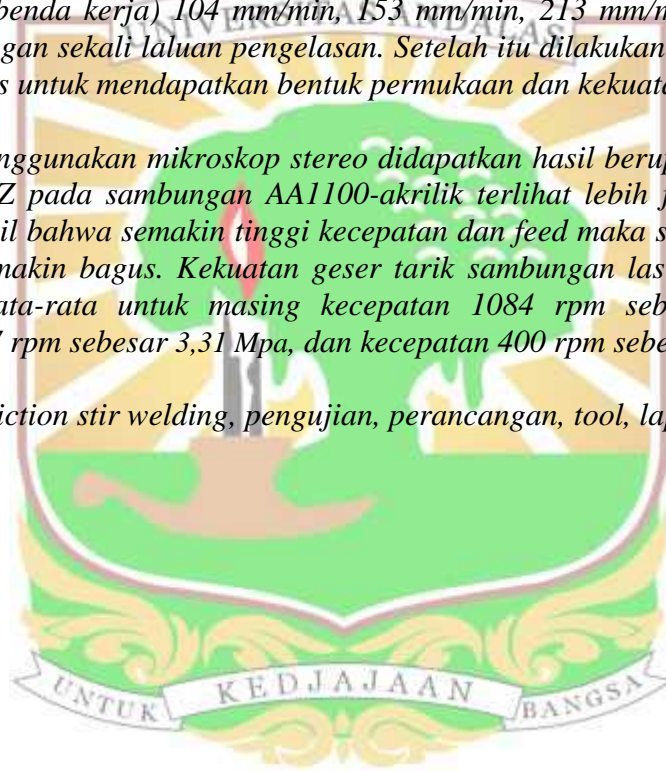 benda kerja) 104 mm/min, 153 mm/min, 213 mm/m
gan sekali laluan pengelasan. Setelah itu dilakukan
s untuk mendapatkan bentuk permukaan dan kekuata
nggunakan mikroskop stereo didapatkan hasil beru
Z pada sambungan AA1100-akrilik terlihat lebih j
il bahwa semakin tinggi kecepatan dan feed maka s
makin bagus. Kekuatan geser tarik sambungan las
ata-rata untuk masing kecepatan 1084 rpm seb
rpm sebesar 3,31 Mpa, dan kecepatan 400 rpm sebe
iction stir welding, pengujian, perancangan, tool, la
UNTUK KEDJAJAAN BANGSA